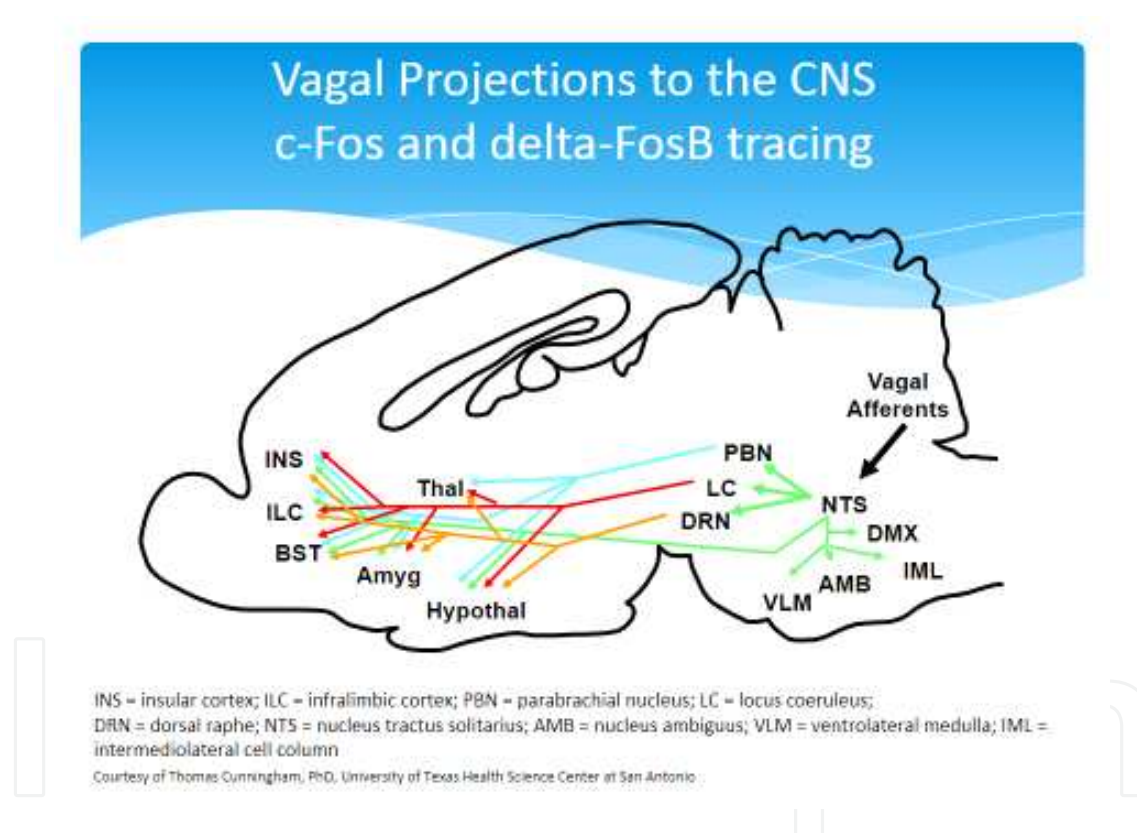 Vagal Projections to the CNS
c-Fos and delta-FosB tracing
Vagal
Afferents
INS
Thal
PBN
LC
NTS
ILC
DRN
DMX
BST
Amyg
AMB
IML
VLM
Hypothal
INS = insular cortex; ILC = infralimbic cortex; PBN = parabrachial nucleus; LC = locus coeruleus;
DRN = dorsal raphe; NTS = nucleus tractus solitarius; AMB = nucleus ambiguus; VLM = ventrolateral medulla; IML =
intermediolateral cell column
Courtesy of Thomas Cunningham, PhD, University of Texas Health Science Center at San Antonio